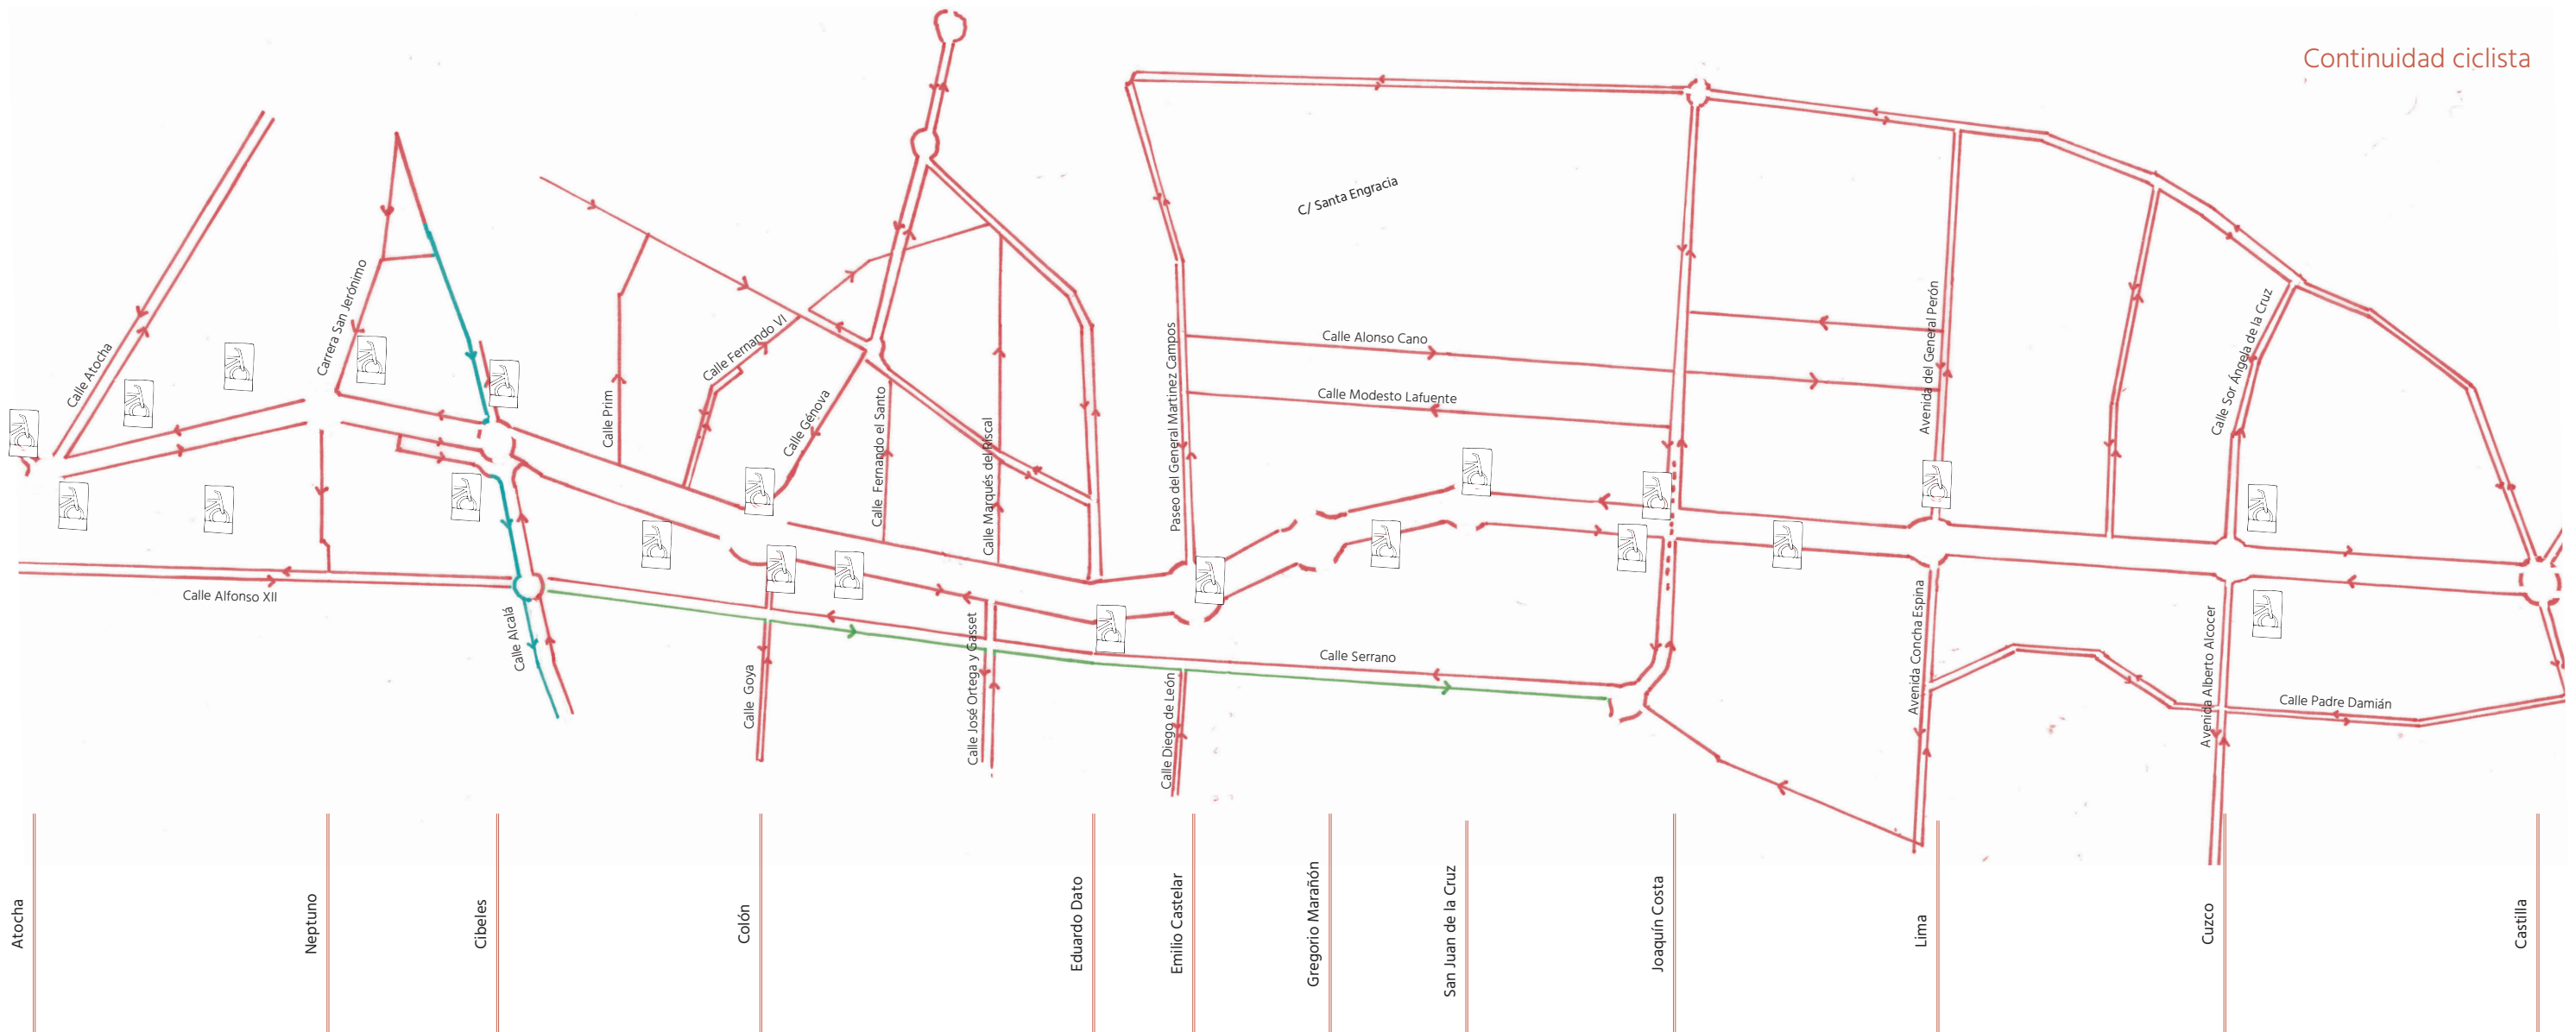 Continuidad ciclista
C/ Santa Engracia
Calle Atocha
Carrera San Jerónimo
Calle Prim
Calle Fernando VI
Calle Génova
Calle Fernando el Santo
Calle Marqués del Riscal
Paseo del General Martínez Campos
Calle Alonso Cano
Calle Modesto Lafuente
Avenida del General Perón
Calle Sor Ángela de la Cruz
Calle Alfonso XII
Calle Alcalá
Calle Goya
Calle José Ortega y Gasset
Calle Diego de León
Calle Serrano
Avenida Concha Espina
Avenida Alberto Alcocer
Calle Padre Damián
Atocha
Neptuno
Cibeles
Colón
Eduardo Dato
Emilio Castelar
Gregorio Marañón
San Juan de la Cruz
Joaquín Costa
Lima
Cuzco
Castilla